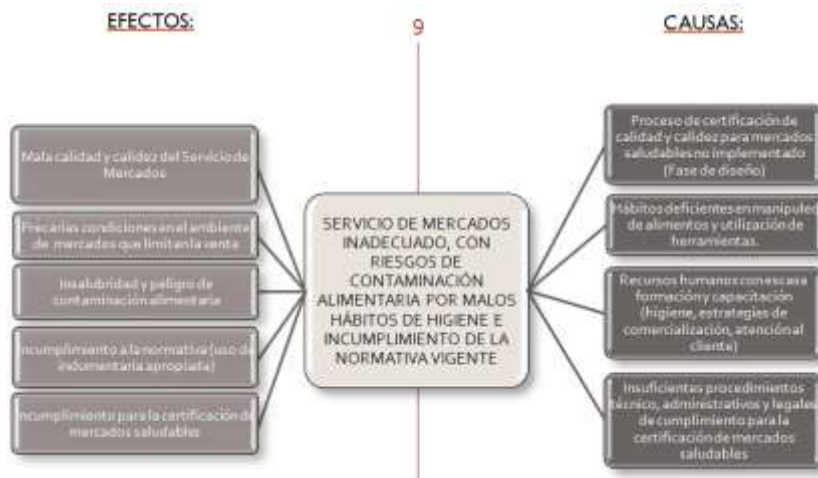 EFECTOS:
9
CAUSAS:
Mala calidad y calidez del Servicio de
Mercados
Precarias condiciones en el ambiente
de mercados que limitan la venta
Insalubridad y peligro de
contaminación alimentaria
Incumplimiento a la normativa (uso de
indumentaria apropiada)
Incumplimiento para la certificación de
mercados saludables
SERVICIO DE MERCADOS
INADECUADO, CON
RIESGOS DE
CONTAMINACIÓN
ALIMENTARIA POR MALOS
HÁBITOS DE HIGIENE E
INCUMPLIMIENTO DE LA
NORMATIVA VIGENTE
Proceso de certificación de
calidad y calidez para mercados
saludables no implementado
(Fase de diseño)
Hábitos deficientes en manipuleo
de alimentos y utilización de
herramientas.
Recursos humanos con escasa
formación y capacitación
(higiene, estrategias de
comercialización, atención al
cliente)
Insuficientes procedimientos
técnico, administrativos y legales
de cumplimiento para la
certificación de mercados
saludables